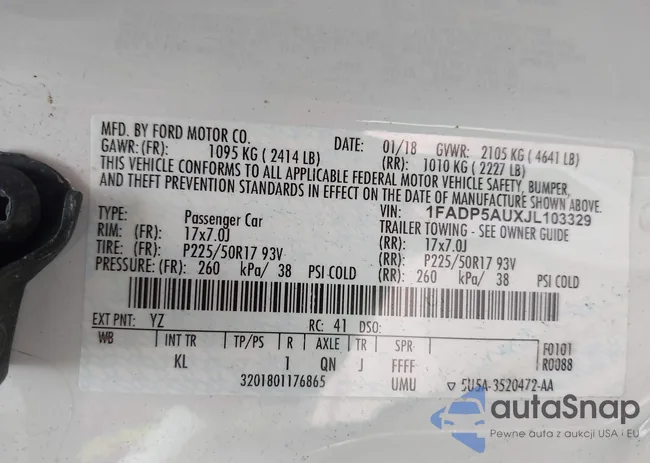 MFD. BY FORD MOTOR CO. DATE: 01/18 GVWR: 2105 KG ( 4641 LB)
GAWR: (FR): 1095 KG ( 2414 LB) (RR): 1010 KG ( 2227 LB)
THIS VEHICLE CONFORMS TO ALL APPLICABLE FEDERAL MOTOR VEHICLE SAFETY, BUMPER,
AND THEFT PREVENTION STANDARDS IN EFFECT ON THE DATE OF MANUFACTURE SHOWN ABOVE.
VIN: 1FADP5AUXJL103329
TYPE: Passenger Car TRAILER TOWING - SEE OWNER GUIDE
RIM: (FR): 17x7.0J (RR): 17x7.0J
TIRE: (FR): P225/50R17 93V (RR): P225/50R17 93V
PRESSURE: (FR): 260 kPa/ 38 PSI COLD (RR): 260 kPa/ 38 PSI COLD
EXT PNT: YZ RC: 41 DSO:
WB INT TR TP/PS R AXLE TR SPR F0101
KL 1 QN J FFFF R0088
3201801176865 UMU ▽ 5U5A-3520472-AA
autaSnap
Pewne auta z aukcji USA i EU